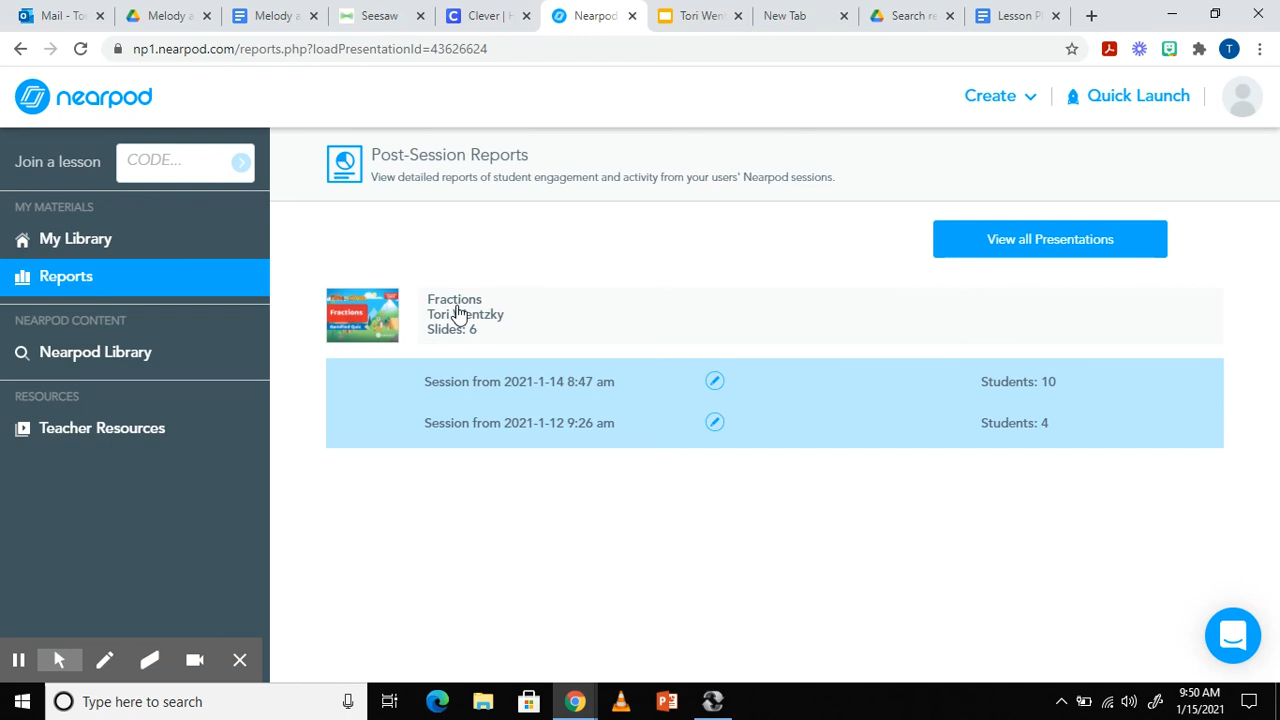 Mail - To
Melody a
Melody a
Seesaw
Clever | H
Nearpod
Tori Went
New Tab
Search re
Lesson Pl
np1.nearpod.com/reports.php?loadPresentationId=43626624
T
nearpod
Create
Quick Launch
Join a lesson
CODE...
Post-Session Reports
View detailed reports of student engagement and activity from your users' Nearpod sessions.
MY MATERIALS
My Library
Reports
View all Presentations
NEARPOD CONTENT
Nearpod Library
RESOURCES
Teacher Resources
Fractions
Fractions
Tori Wentzky
Slides: 6
Session from 2021-1-14 8:47 am
Students: 10
Session from 2021-1-12 9:26 am
Students: 4
Type here to search
9:50 AM
1/15/2021